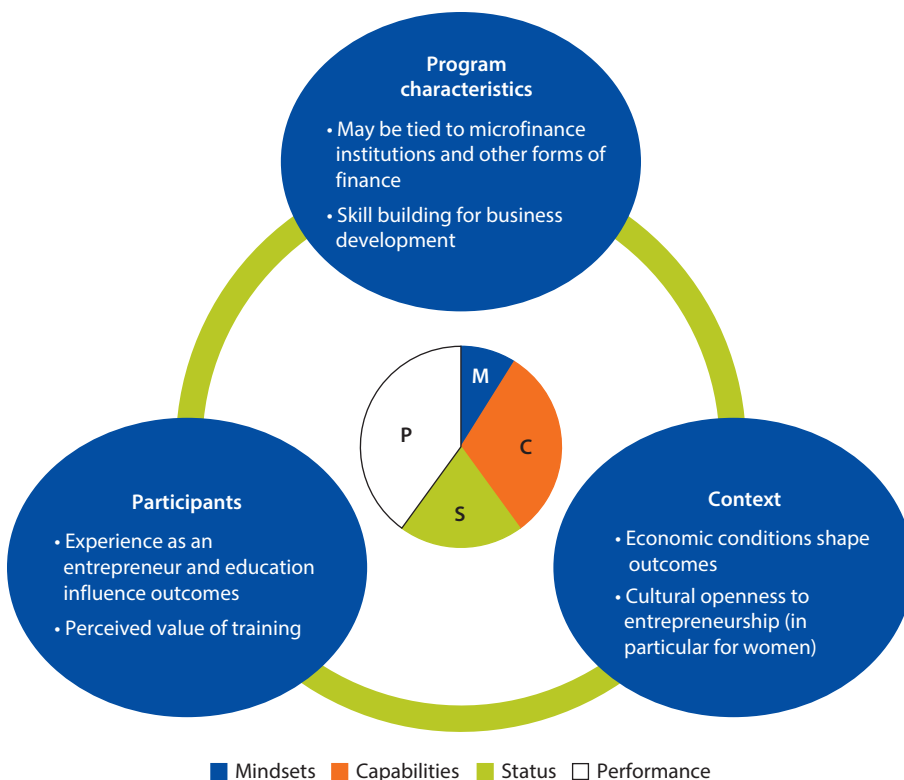 Program
characteristics
• May be tied to microfinance
institutions and other forms of
finance
• Skill building for business
development
M
P
C
S
Participants
• Experience as an
entrepreneur and education
influence outcomes
• Perceived value of training
Context
• Economic conditions shape
outcomes
• Cultural openness to
entrepreneurship (in
particular for women)
Mindsets Capabilities Status Performance